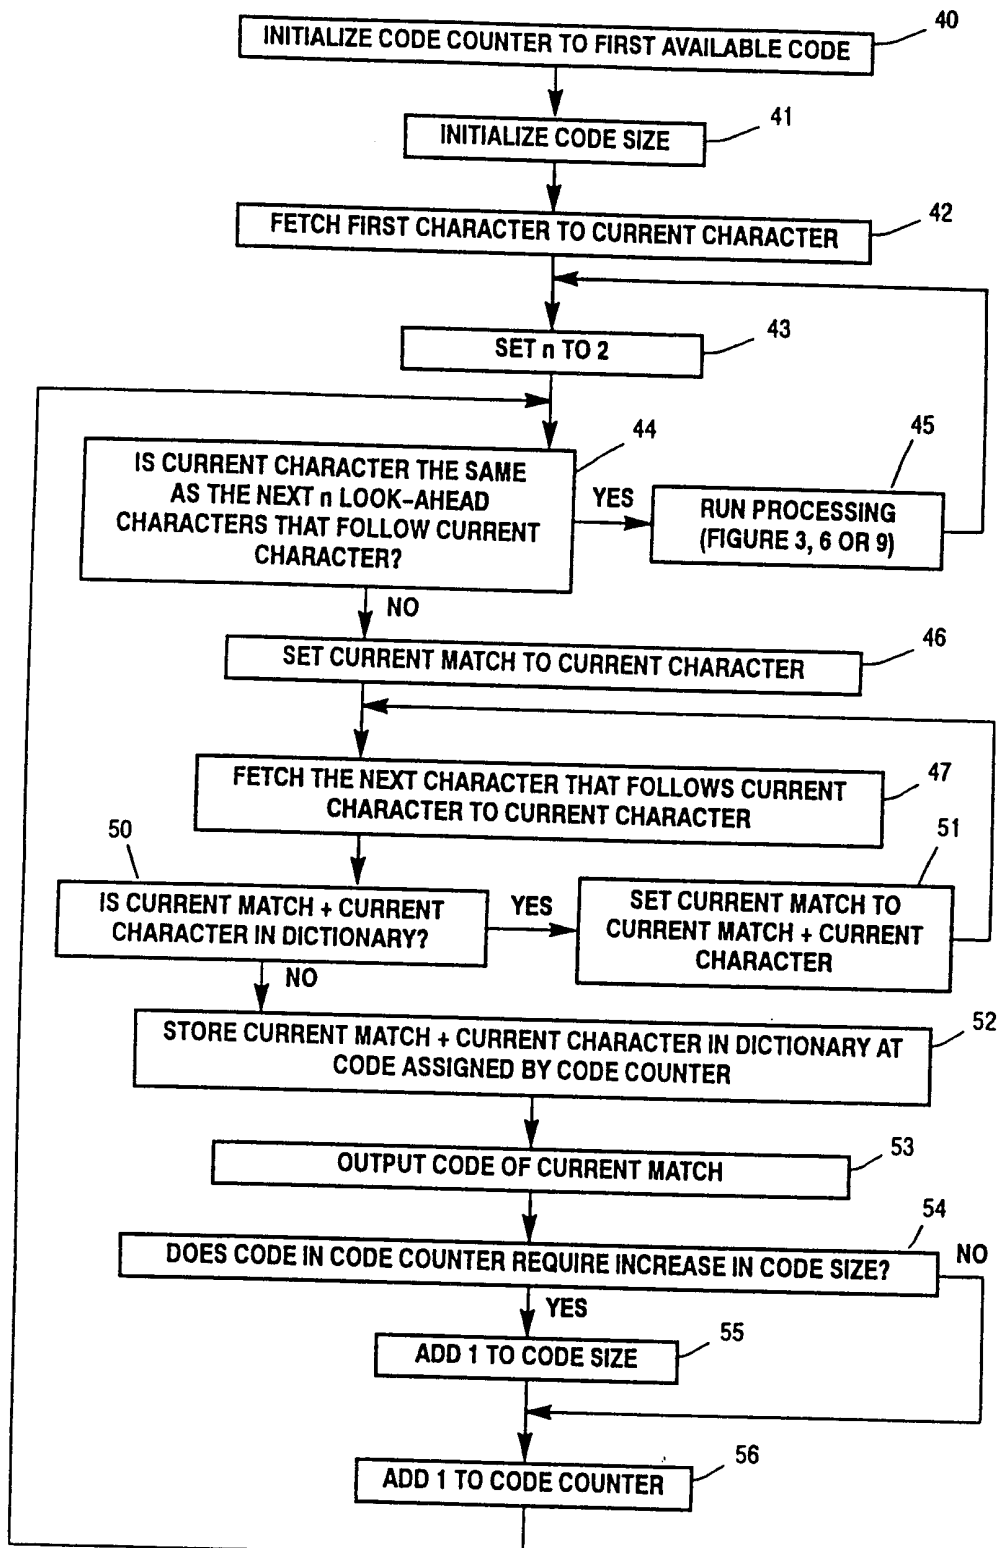 40
INITIALIZE CODE COUNTER TO FIRST AVAILABLE CODE
41
INITIALIZE CODE SIZE
42
FETCH FIRST CHARACTER TO CURRENT CHARACTER
43
SET n TO 2
44
45
IS CURRENT CHARACTER THE SAME
AS THE NEXT n LOOK-AHEAD
CHARACTERS THAT FOLLOW CURRENT
CHARACTER?
YES
RUN PROCESSING
(FIGURE 3, 6 OR 9)
NO
46
SET CURRENT MATCH TO CURRENT CHARACTER
47
FETCH THE NEXT CHARACTER THAT FOLLOWS CURRENT
CHARACTER TO CURRENT CHARACTER
50
51
IS CURRENT MATCH + CURRENT
CHARACTER IN DICTIONARY?
YES
SET CURRENT MATCH TO
CURRENT MATCH + CURRENT
CHARACTER
NO
52
STORE CURRENT MATCH + CURRENT CHARACTER IN DICTIONARY AT
CODE ASSIGNED BY CODE COUNTER
53
OUTPUT CODE OF CURRENT MATCH
54
DOES CODE IN CODE COUNTER REQUIRE INCREASE IN CODE SIZE?
NO
YES
55
ADD 1 TO CODE SIZE
56
ADD 1 TO CODE COUNTER